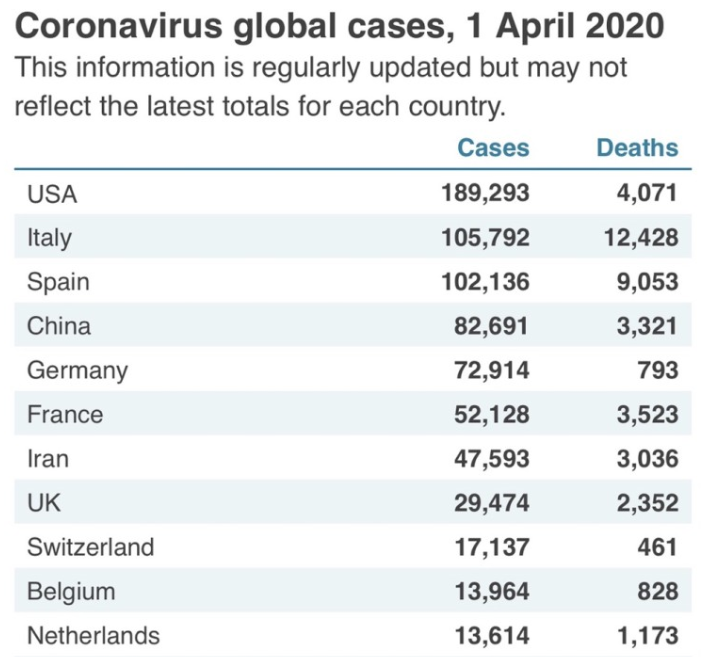 Coronavirus global cases, 1 April 2020
This information is regularly updated but may not
reflect the latest totals for each country.
Cases Deaths
USA 189,293 4,071
Italy 105,792 12,428
Spain 102,136 9,053
China 82,691 3,321
Germany 72,914 793
France 52,128 3,523
Iran 47,593 3,036
UK 29,474 2,352
Switzerland 17,137 461
Belgium 13,964 828
Netherlands 13,614 1,173